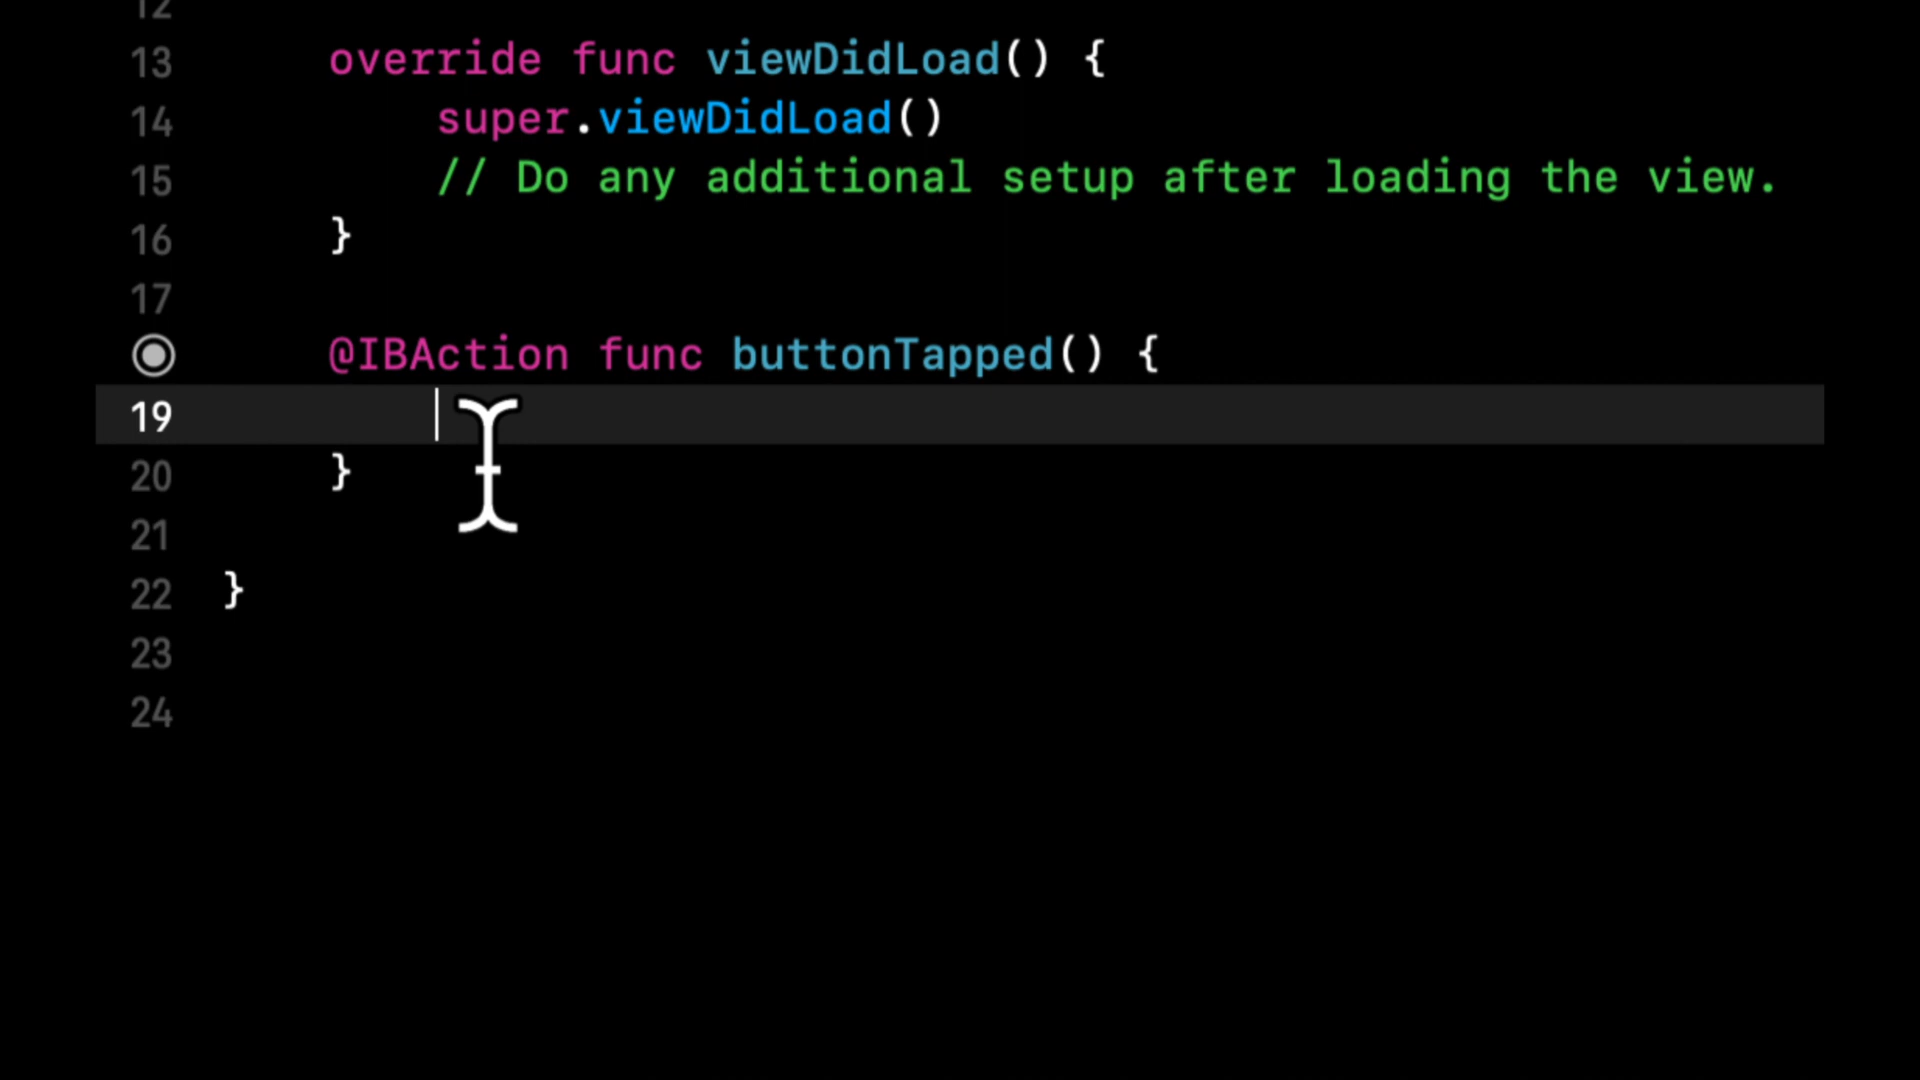 12
13 override func viewDidLoad() {
14 super.viewDidLoad()
15 // Do any additional setup after loading the view.
16 }
17
@IBAction func buttonTapped() {
19
20 }
21
22 }
23
24